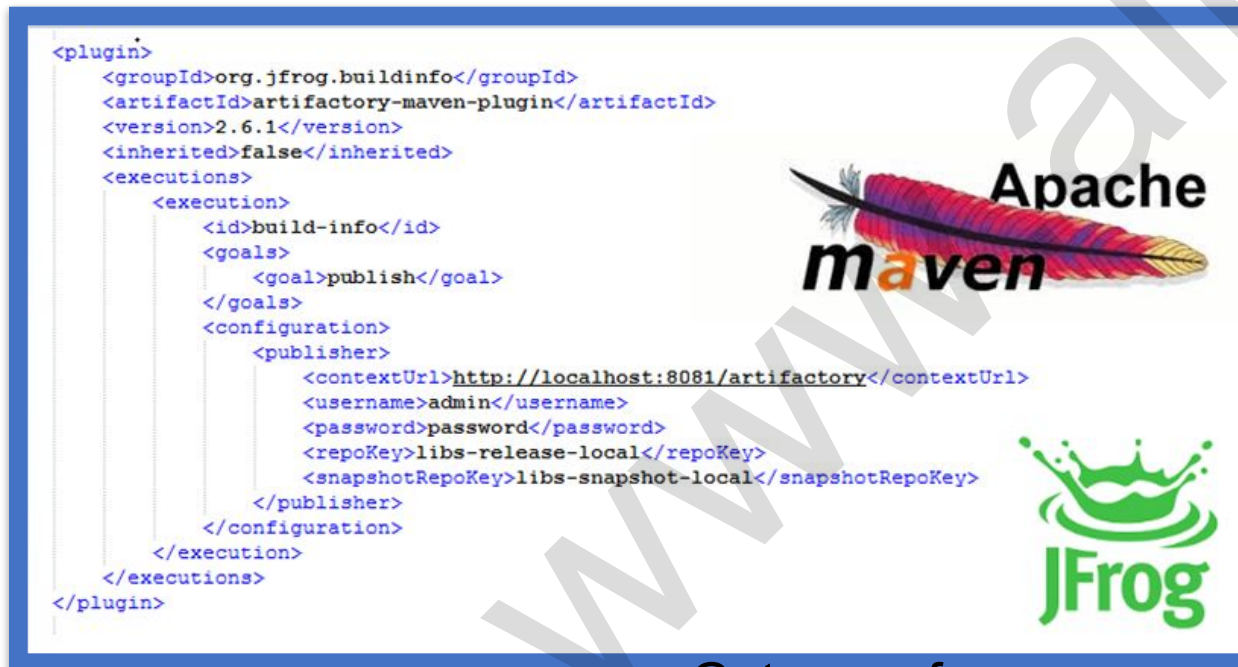 <plugin>
    <groupId>org.jfrog.buildinfo</groupId>
    <artifactId>artifactory-maven-plugin</artifactId>
    <version>2.6.1</version>
    <inherited>false</inherited>
    <executions>
        <execution>
            <id>build-info</id>
            <goals>
                <goal>publish</goal>
            </goals>
            <configuration>
                <publisher>
                    <contextUrl>http://localhost:8081/artifactory</contextUrl>
                    <username>admin</username>
                    <password>password</password>
                    <repoKey>libs-release-local</repoKey>
                    <snapshotRepoKey>libs-snapshot-local</snapshotRepoKey>
                </publisher>
            </configuration>
        </execution>
    </executions>
</plugin>
Apache
maven
JFrog